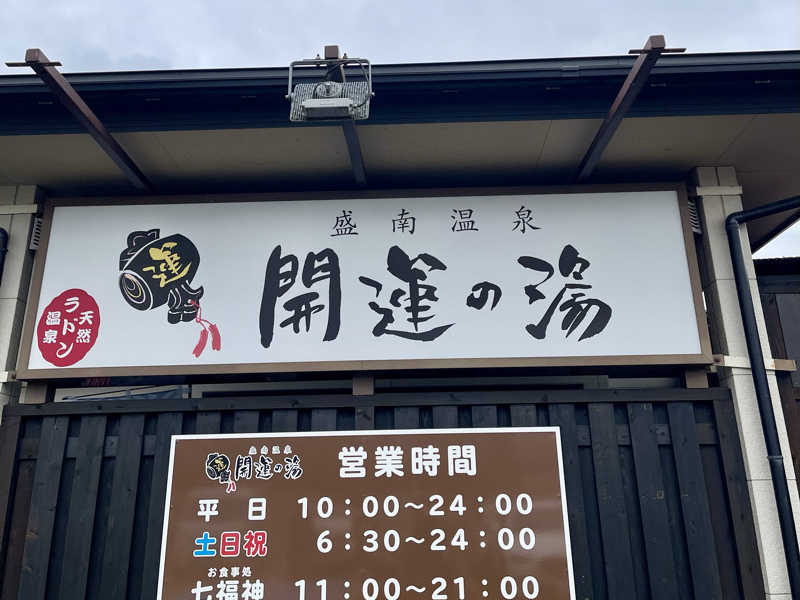 盛南温泉
開運の湯
運
天然
ラドン
温泉
盛南温泉
開運の湯
営業時間
平日 10:00～24:00
土日祝 6:30～24:00
お食事処
七福神 11:00～21:00